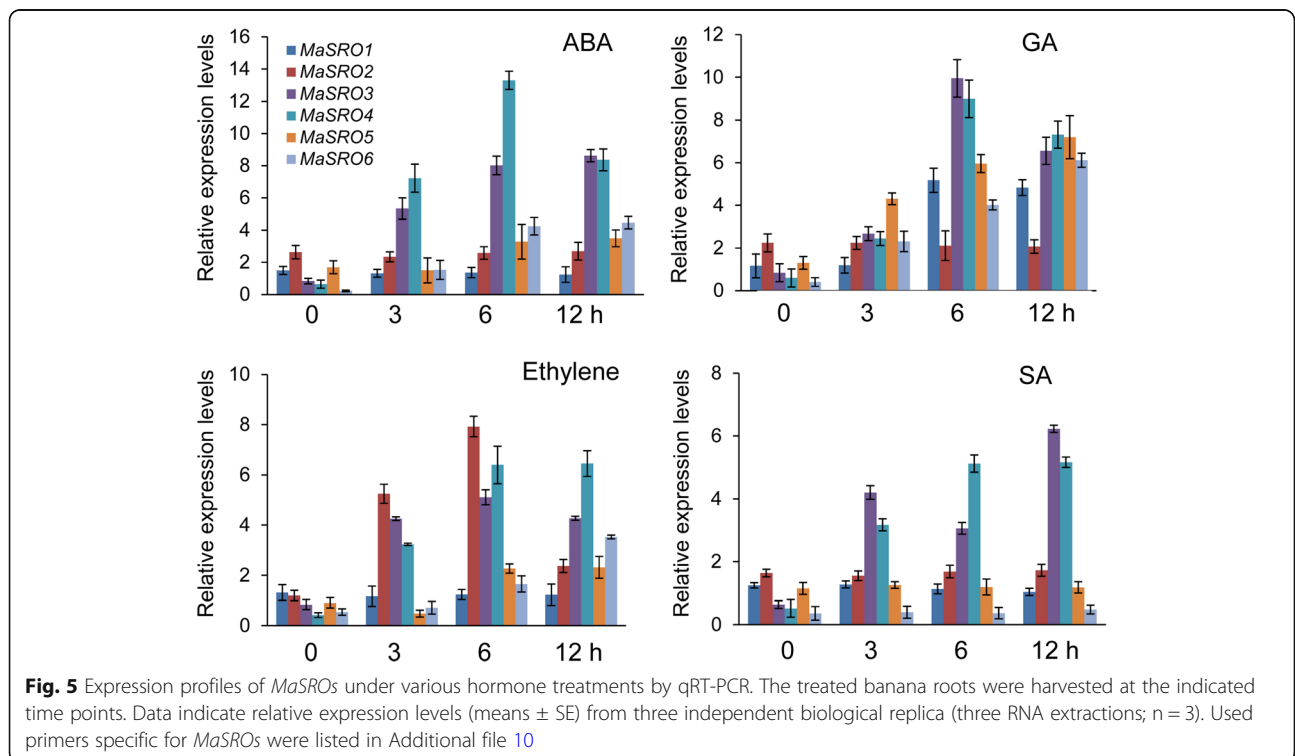 ABA
Relative expression levels
16
14
12
10
8
6
4
2
0
MaSRO1
MaSRO2
MaSRO3
MaSRO4
MaSRO5
MaSRO6
0 3 6 12 h
GA
Relative expression levels
12
10
8
6
4
2
0
0 3 6 12 h
Ethylene
Relative expression levels
10
8
6
4
2
0
0 3 6 12 h
SA
Relative expression levels
8
6
4
2
0
0 3 6 12 h
Fig. 5 Expression profiles of MaSROs under various hormone treatments by qRT-PCR. The treated banana roots were harvested at the indicated
time points. Data indicate relative expression levels (means ± SE) from three independent biological replica (three RNA extractions; n = 3). Used
primers specific for MaSROs were listed in Additional file 10